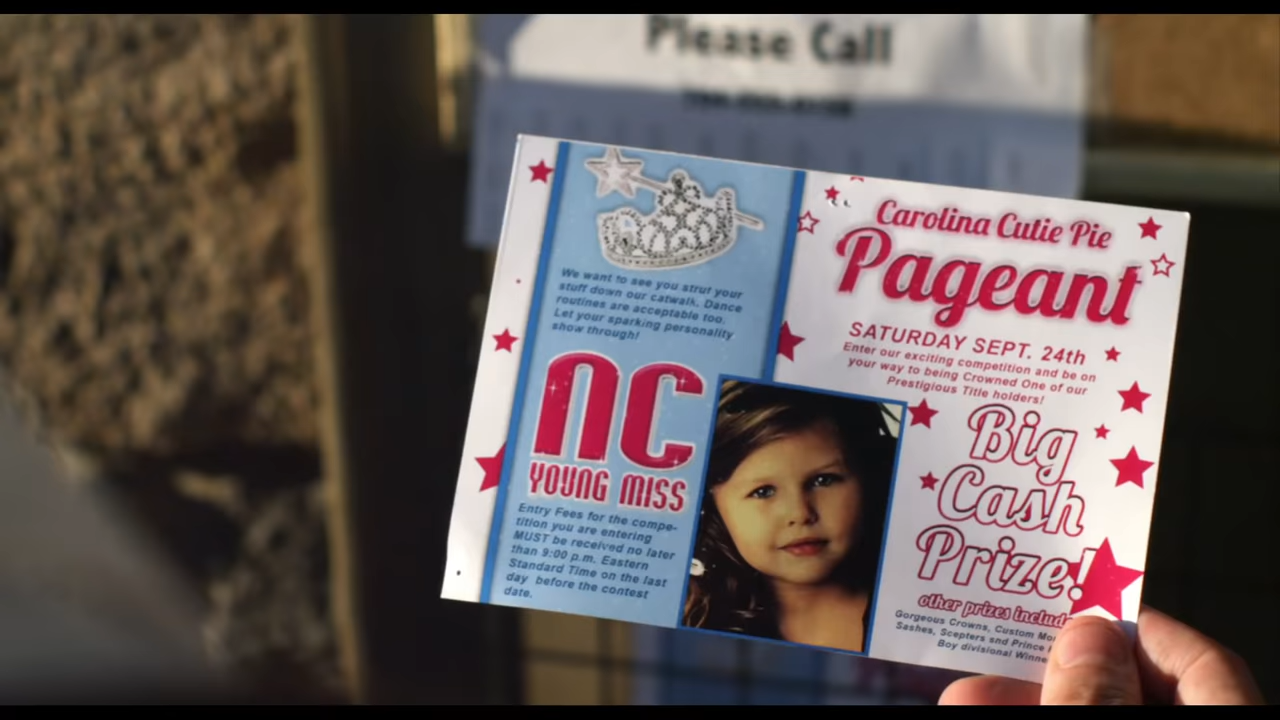 Please Call
Carolina Cutie Pie
Pageant
SATURDAY SEPT. 24th
Enter our exciting competition and be on
your way to being Crowned One of our
Prestigious Title holders!
Big
Cash
Prize!
other prizes includ
Gorgeous Crowns, Custom
Sashes, Scepters snd Prince
Boy divisional Winne
We want to see you strut your
stuff down our catwalk. Dance
routines are acceptable too.
Let your sparking personality
show through!
NC
YOUNG MISS
Entry Fees for the compe-
tition you are entering
MUST be received no later
than 9:00 p.m. Eastern
Standard Time on the last
day before the contest
date.